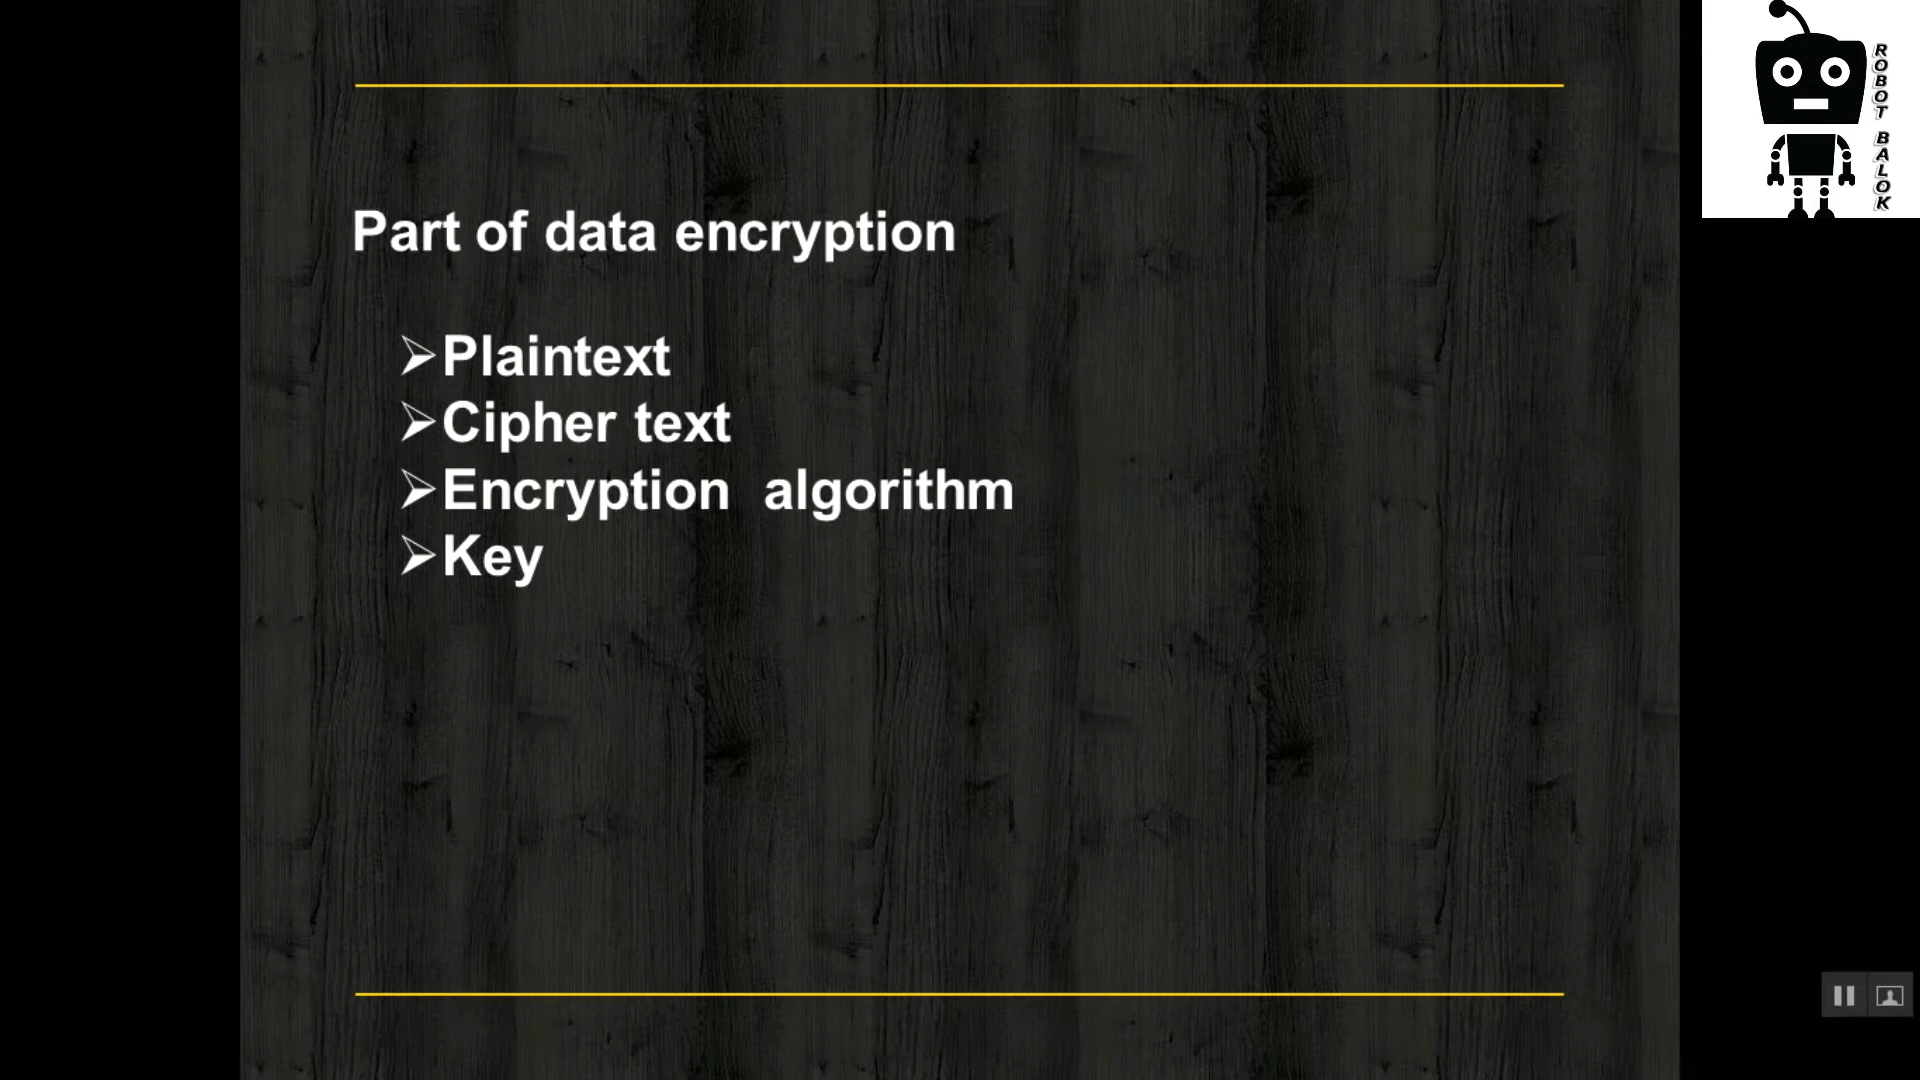 Part of data encryption
➢Plaintext
➢Cipher text
➢Encryption algorithm
➢Key
ROBOT BALOK